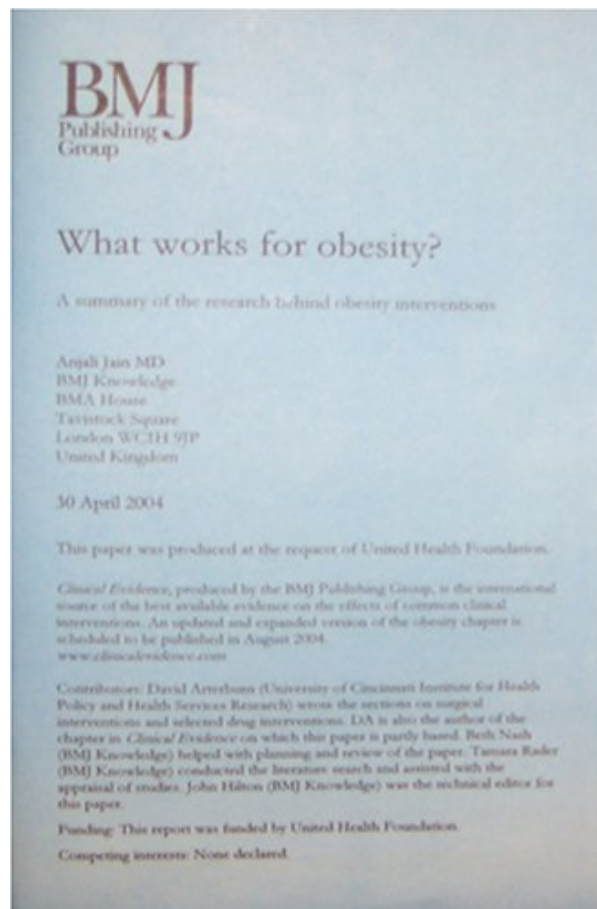 BMJ
Publishing
Group
What works for obesity?
A summary of the research behind obesity interventions
Anjali Jain MD
BMJ Knowledge
BMA House
Tavistock Square
London WC1H 9JP
United Kingdom
30 April 2004
This paper was produced at the request of United Health Foundation.
Clinical Evidence, produced by the BMJ Publishing Group, is the international
source of the best available evidence on the effects of common clinical
interventions. An updated and expanded version of the obesity chapter is
scheduled to be published in August 2004.
www.clinicalevidence.com
Contributors: David Arterburn (University of Cincinnati Institute for Health
Policy and Health Services Research) wrote the sections on surgical
interventions and selected drug interventions. DA is also the author of the
chapter in Clinical Evidence on which this paper is partly based. Beth Nash
(BMJ Knowledge) helped with planning and review of the paper. Tamara Rader
(BMJ Knowledge) conducted the literature search and assisted with the
appraisal of studies. John Hilton (BMJ Knowledge) was the technical editor for
this paper.
Funding: This report was funded by United Health Foundation.
Competing interests: None declared.